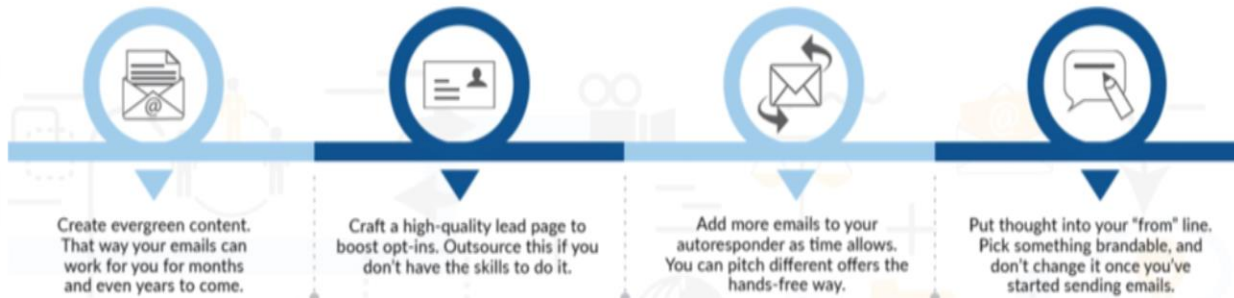 Create evergreen content.
That way your emails can
work for you for months
and even years to come.
Craft a high-quality lead page to
boost opt-ins. Outsource this if you
don't have the skills to do it.
Add more emails to your
autoresponder as time allows.
You can pitch different offers the
hands-free way.
Put thought into your "from" line.
Pick something brandable, and
don't change it once you've
started sending emails.